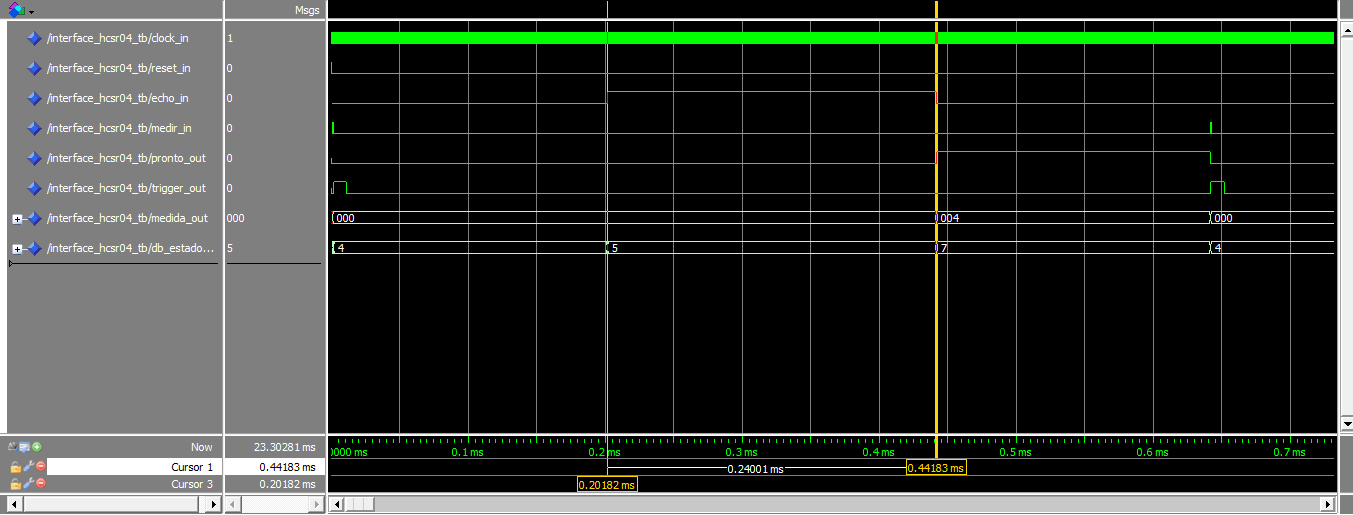 Msgs
/interface_hcsr04_tb/clock_in 1
/interface_hcsr04_tb/reset_in 0
/interface_hcsr04_tb/echo_in 0
/interface_hcsr04_tb/medir_in 0
/interface_hcsr04_tb/pronto_out 0
/interface_hcsr04_tb/trigger_out 0
/interface_hcsr04_tb/medida_out 000 000 004 000
/interface_hcsr04_tb/db_estado... 5 4 5 7 4
Now 23.30281 ms 0000 ms 0.1 ms 0.2 ms 0.3 ms 0.4 ms 0.5 ms 0.6 ms 0.7 ms
Cursor 1 0.44183 ms 0.24001 ms 0.44183 ms
Cursor 3 0.20182 ms 0.20182 ms